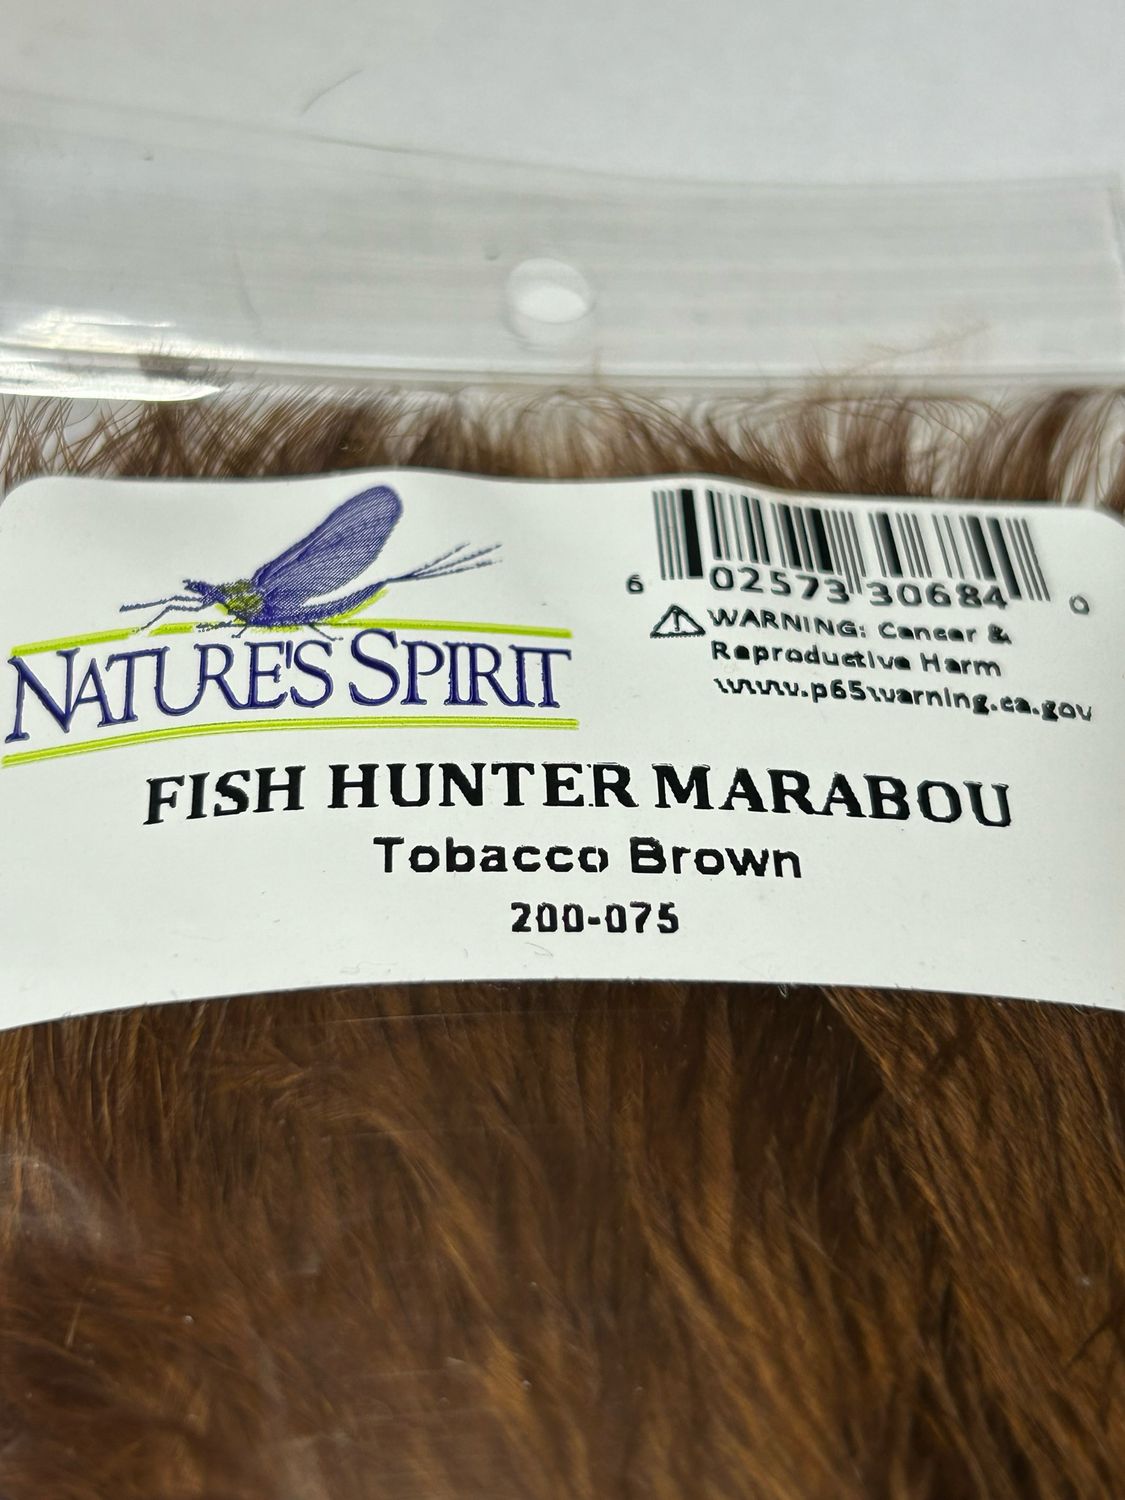 NATURE'S SPIRIT
6 02573 30684 0
⚠ WARNING: Cancer &
Reproductive Harm
www.p65warning.ca.gov
FISH HUNTER MARABOU
Tobacco Brown
200-075